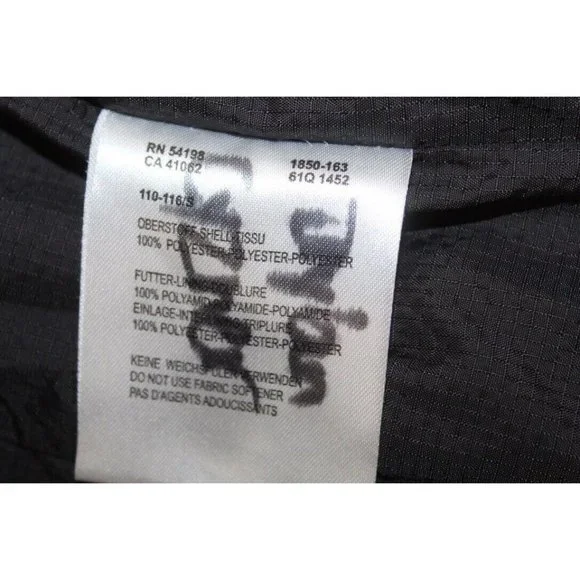 RN 54198
CA 41062
1850-163
61Q 1452
110-116/S
OBERSTOFF-SHELL-TISSU
100% POLYESTER-POLYESTER-POLYESTER
FUTTER-LINING-DOUBLURE
100% POLYAMID-POLYAMIDE-POLYAMIDE
EINLAGE-INTERLINING-TRIPLURE
100% POLYESTER-POLYESTER-POLYESTER
KEINE WEICHSPÜLER VERWENDEN
DO NOT USE FABRIC SOFTENER
PAS D'AGENTS ADOUCISSANTS